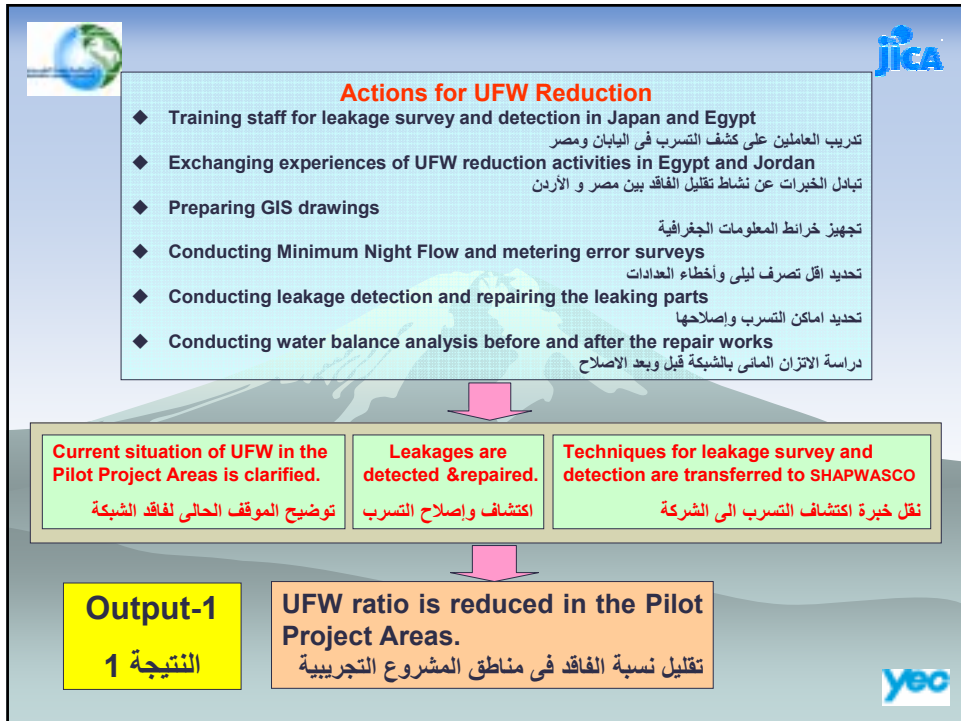 jica
Actions for UFW Reduction
◆ Training staff for leakage survey and detection in Japan and Egypt
تدريب العاملين على كشف التسرب فى اليابان ومصر
◆ Exchanging experiences of UFW reduction activities in Egypt and Jordan
تبادل الخبرات عن نشاط تقليل الفاقد بين مصر و الأردن
◆ Preparing GIS drawings
تجهيز خرائط المعلومات الجغرافية
◆ Conducting Minimum Night Flow and metering error surveys
تحديد اقل تصرف ليلى وأخطاء العدادات
◆ Conducting leakage detection and repairing the leaking parts
تحديد اماكن التسرب وإصلاحها
◆ Conducting water balance analysis before and after the repair works
دراسة الاتزان المائى بالشبكة قبل وبعد الاصلاح
Current situation of UFW in the
Pilot Project Areas is clarified.
توضيح الموقف الحالى لفاقد الشبكة
Leakages are
detected &repaired.
اكتشاف وإصلاح التسرب
Techniques for leakage survey and
detection are transferred to SHAPWASCO
نقل خبرة اكتشاف التسرب الى الشركة
Output-1
النتيجة 1
UFW ratio is reduced in the Pilot
Project Areas.
تقليل نسبة الفاقد فى مناطق المشروع التجريبية
yec